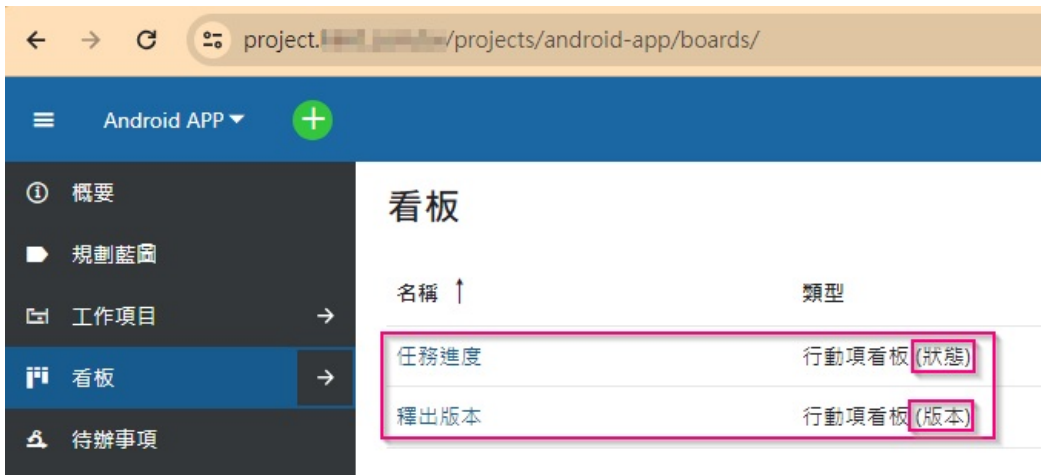 project. /projects/android-app/boards/
Android APP
概要
看板
規劃藍圖
名稱 ↑ 類型
工作項目
任務進度 行動項看板 (狀態)
看板
釋出版本 行動項看板 (版本)
待辦事項